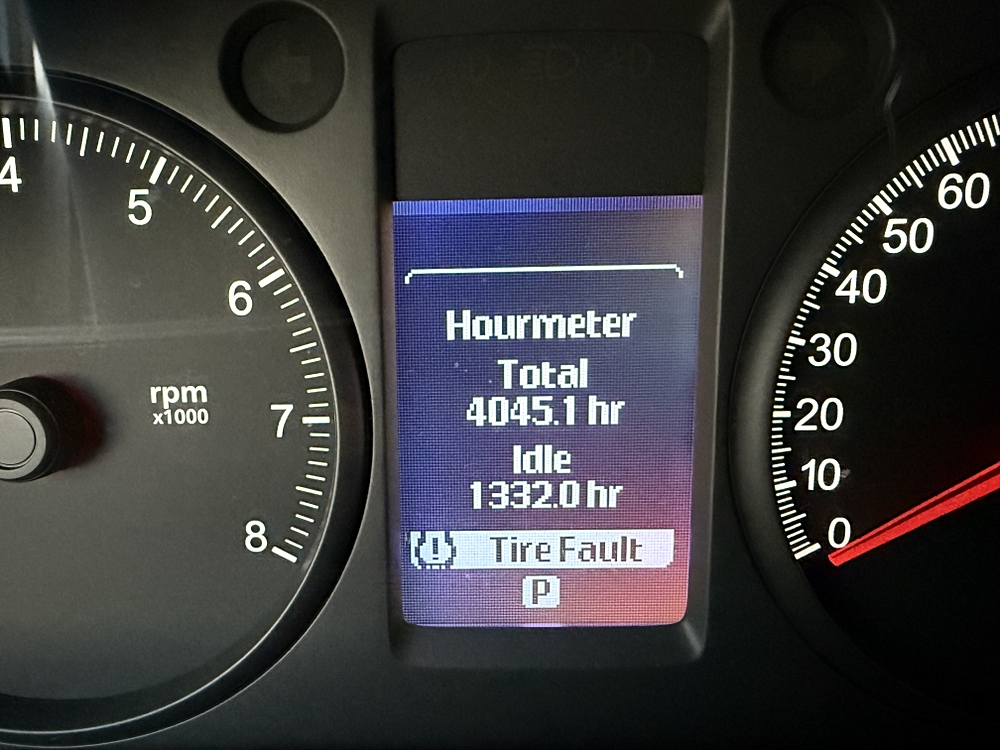 4
5
6
7
8
rpm
x1000
Hourmeter
Total
4045.1 hr
Idle
1332.0 hr
Tire Fault
P
60
50
40
30
20
10
0